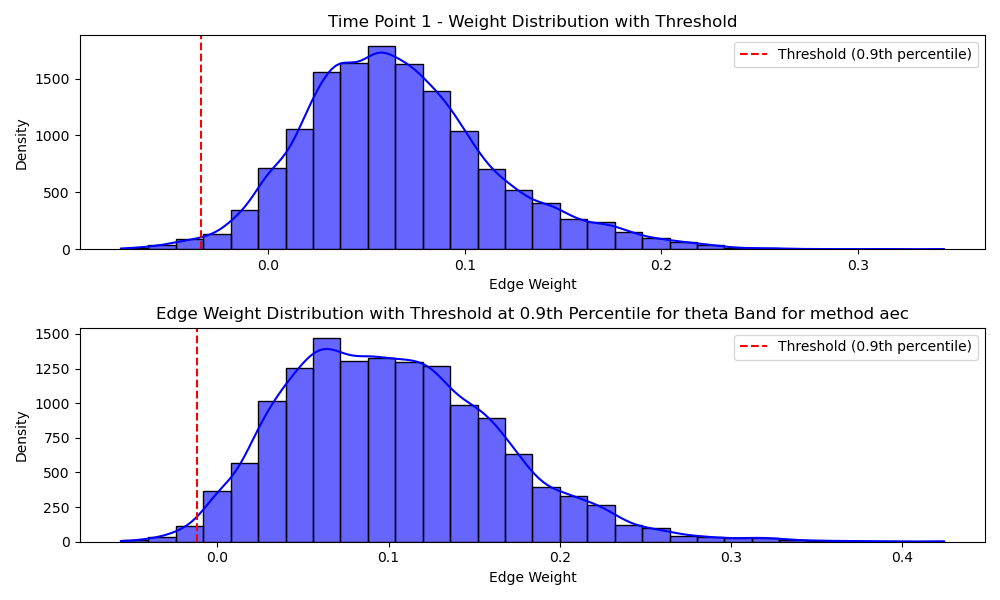 Time Point 1 - Weight Distribution with Threshold
Threshold (0.9th percentile)
Density
1500
1000
500
0
0.0 0.1 0.2 0.3
Edge Weight
Edge Weight Distribution with Threshold at 0.9th Percentile for theta Band for method aec
Threshold (0.9th percentile)
Density
1500
1250
1000
750
500
250
0
0.0 0.1 0.2 0.3 0.4
Edge Weight